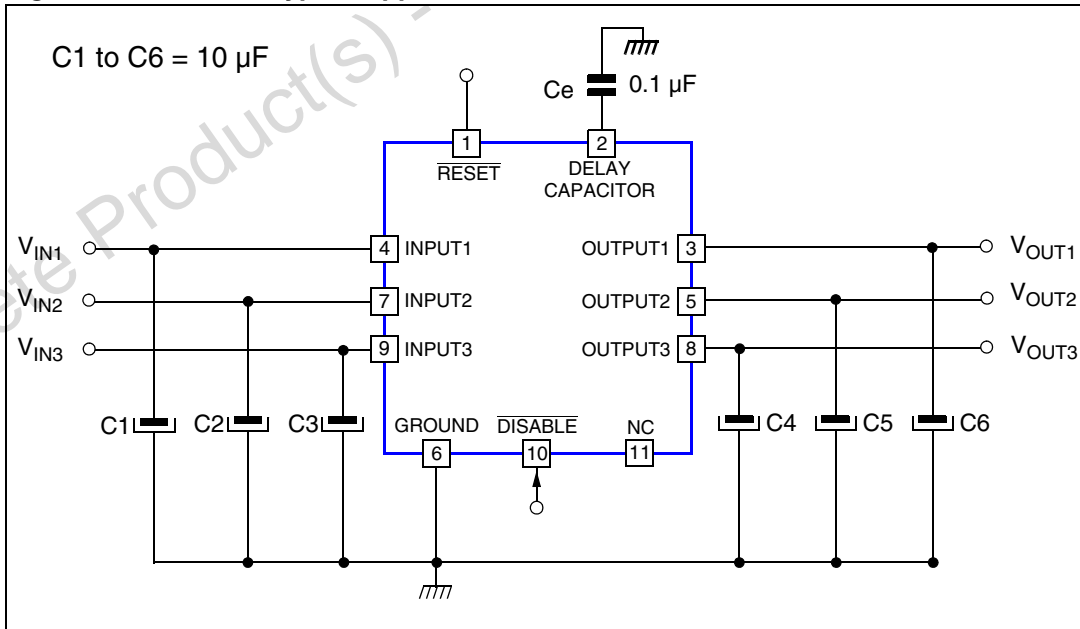 C1 to C6 = 10 µF
Ce 0.1 µF
1 2
RESET DELAY
CAPACITOR
VIN1 4 INPUT1 OUTPUT1 3 VOUT1
VIN2 7 INPUT2 OUTPUT2 5 VOUT2
VIN3 9 INPUT3 OUTPUT3 8 VOUT3
C1 C2 C3 GROUND DISABLE NC C4 C5 C6
6 10 11
Product(s) -